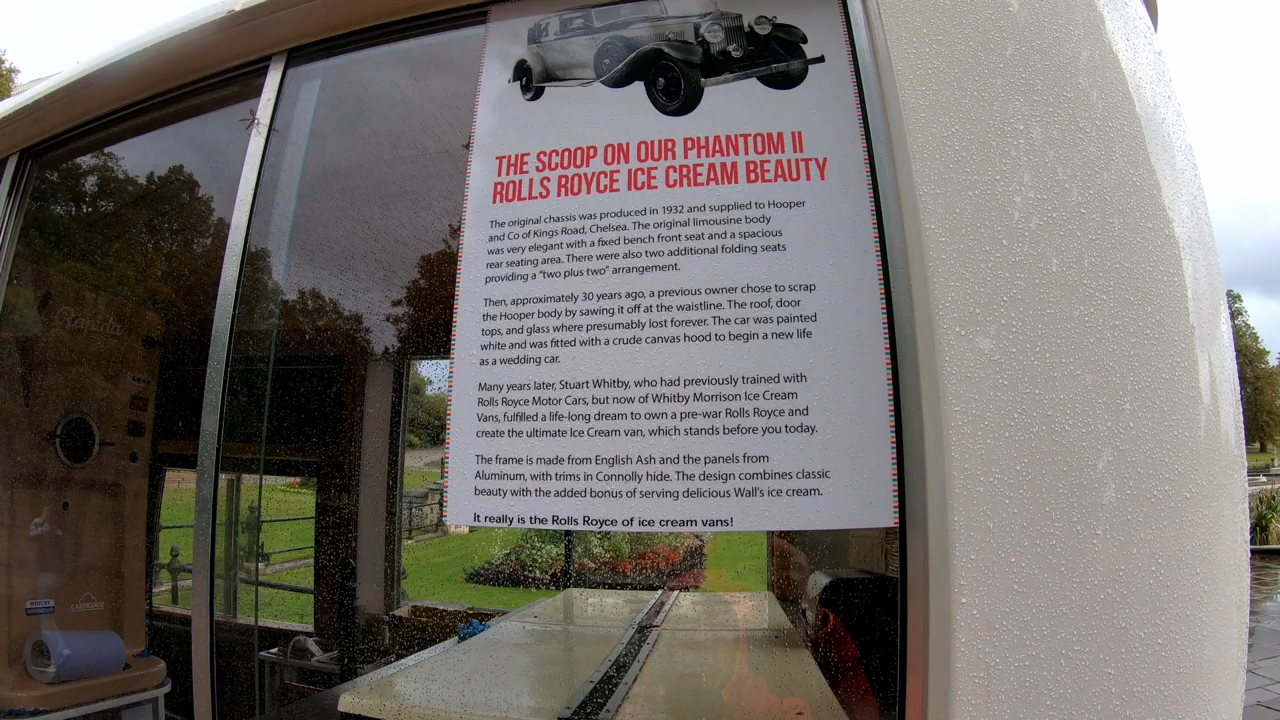 THE SCOOP ON OUR PHANTOM II
ROLLS ROYCE ICE CREAM BEAUTY
The original chassis was produced in 1932 and supplied to Hooper
and Co of Kings Road, Chelsea. The original limousine body
was very elegant with a fixed bench front seat and a spacious
rear seating area. There were also two additional folding seats
providing a “two plus two” arrangement.
Then, approximately 30 years ago, a previous owner chose to scrap
the Hooper body by sawing it off at the waistline. The roof, door
tops, and glass where presumably lost forever. The car was painted
white and was fitted with a crude canvas hood to begin a new life
as a wedding car.
Many years later, Stuart Whitby, who had previously trained with
Rolls Royce Motor Cars, but now of Whitby Morrison Ice Cream
Vans, fulfilled a life-long dream to own a pre-war Rolls Royce and
create the ultimate Ice Cream van, which stands before you today.
The frame is made from English Ash and the panels from
Aluminum, with trims in Connolly hide. The design combines classic
beauty with the added bonus of serving delicious Wall's ice cream.
It really is the Rolls Royce of ice cream vans!
WHITBY
MORRISON
CARPIGIANI